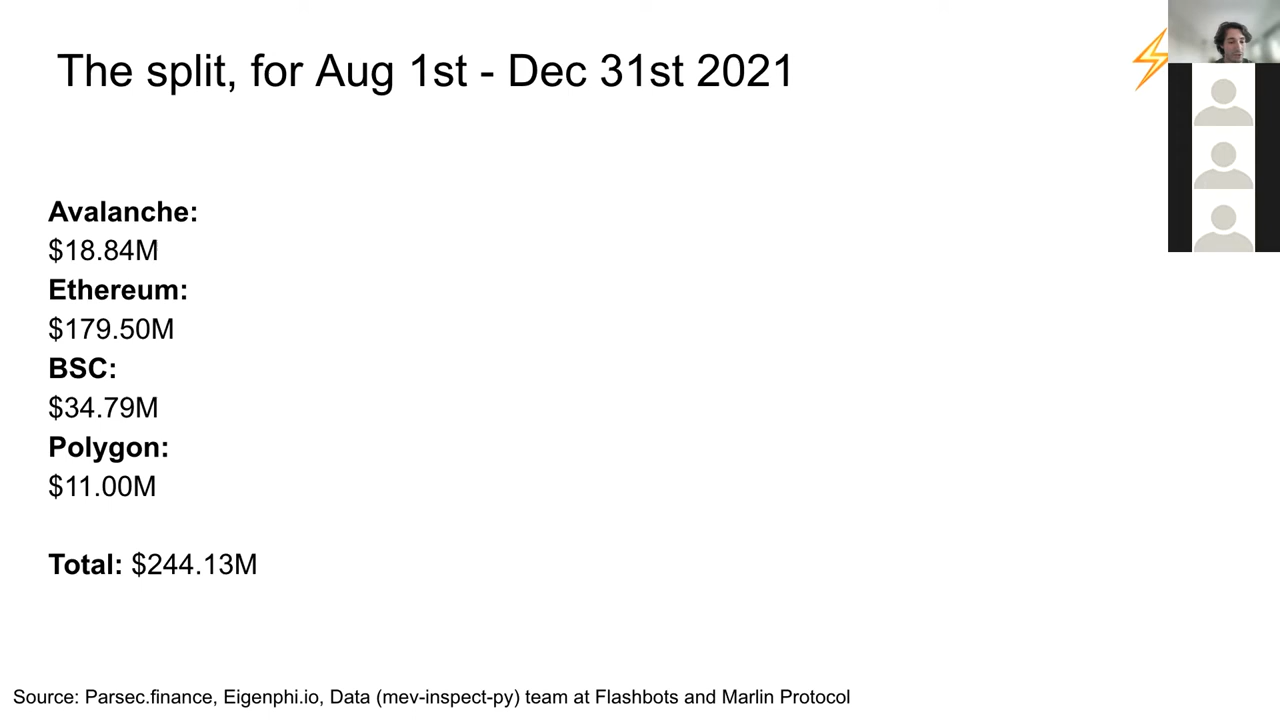 The split, for Aug 1st - Dec 31st 2021
Avalanche:
$18.84M
Ethereum:
$179.50M
BSC:
$34.79M
Polygon:
$11.00M
Total: $244.13M
Source: Parsec.finance, Eigenphi.io, Data (mev-inspect-py) team at Flashbots and Marlin Protocol